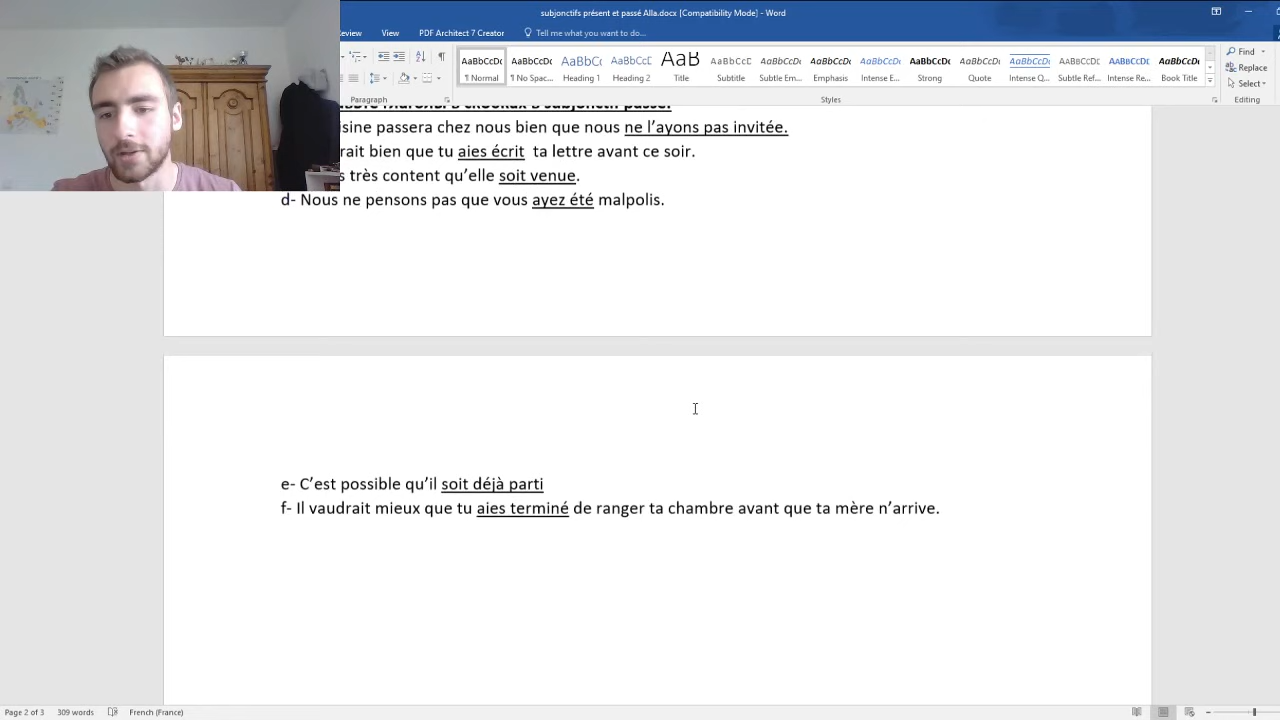 subjonctifs présent et passé Alla.docx [Compatibility Mode] - Word
View PDF Architect 7 Creator Tell me what you want to do...
AaBbCcDc AaBbCcDc AaBbCc AaBbCcE AaB AaBbCcD AaBbCcDc AaBbCcDc AaBbCcDc AaBbCcDc AaBbCcDc AaBbCcDc AaBbCcDc AaBbCcDc AaBbCcDc
¶ Normal ¶ No Spac... Heading 1 Heading 2 Title Subtitle Subtle Em... Emphasis Intense E... Strong Quote Intense Q... Subtle Ref... Intense Re... Book Title
Find
Replace
Select
Paragraph Styles Editing
в скобках в subjonctif passé:
passera chez nous bien que nous ne l’ayons pas invitée.
bien que tu aies écrit ta lettre avant ce soir.
très content qu’elle soit venue.
d- Nous ne pensons pas que vous ayez été malpolis.
e- C’est possible qu’il soit déjà parti
f- Il vaudrait mieux que tu aies terminé de ranger ta chambre avant que ta mère n’arrive.
Page 2 of 3 309 words French (France)